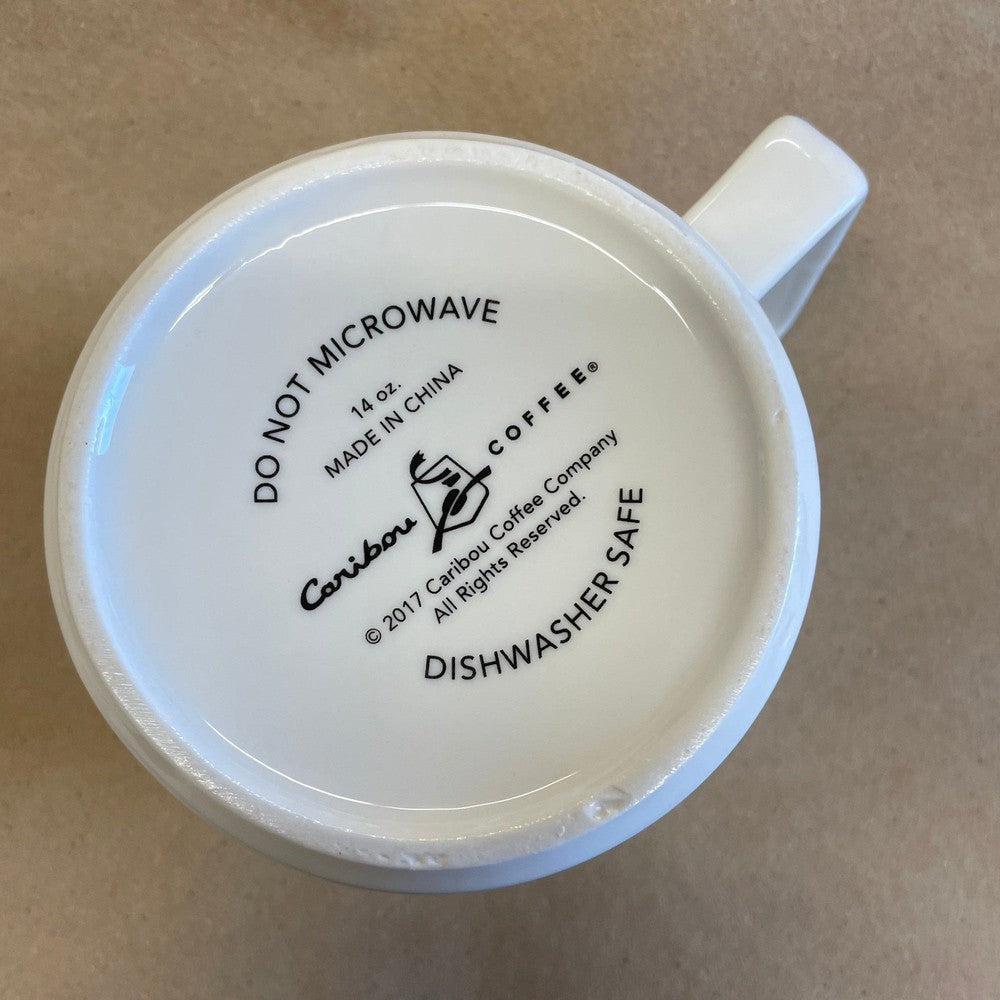 DO NOT MICROWAVE
14 oz.
MADE IN CHINA
Caribou COFFEE®
© 2017 Caribou Coffee Company
All Rights Reserved.
DISHWASHER SAFE